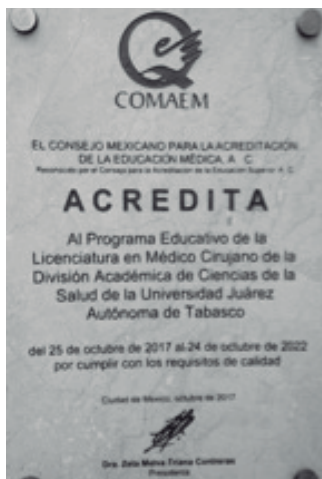 COMAEM
EL CONSEJO MEXICANO PARA LA ACREDITACIÓN
DE LA EDUCACIÓN MÉDICA, A. C.
Reconocido por el Consejo para la Acreditación de la Educación Superior A. C.
ACREDITA
Al Programa Educativo de la
Licenciatura en Médico Cirujano de la
División Académica de Ciencias de la
Salud de la Universidad Juárez
Autónoma de Tabasco
del 25 de octubre de 2017 al 24 de octubre de 2022
por cumplir con los requisitos de calidad
Ciudad de México, octubre de 2017
Dra. Triana Contreras
Presidenta